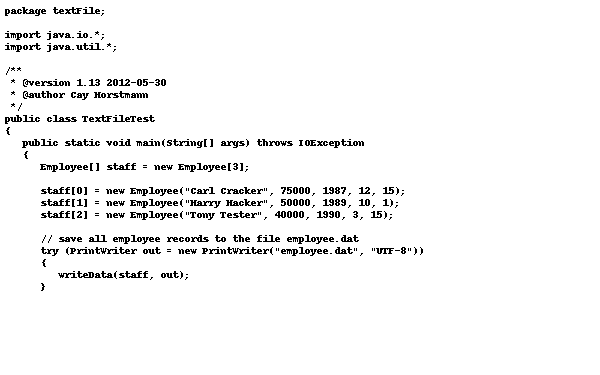 package textFile;

import java.io.*;
import java.util.*;

/**
 * @version 1.13 2012-05-30
 * @author Cay Horstmann
 */
public class TextFileTest
{
   public static void main(String[] args) throws IOException
   {
      Employee[] staff = new Employee[3];

      staff[0] = new Employee("Carl Cracker", 75000, 1987, 12, 15);
      staff[1] = new Employee("Harry Hacker", 50000, 1989, 10, 1);
      staff[2] = new Employee("Tony Tester", 40000, 1990, 3, 15);

      // save all employee records to the file employee.dat
      try (PrintWriter out = new PrintWriter("employee.dat", "UTF-8"))
      {
         writeData(staff, out);
      }